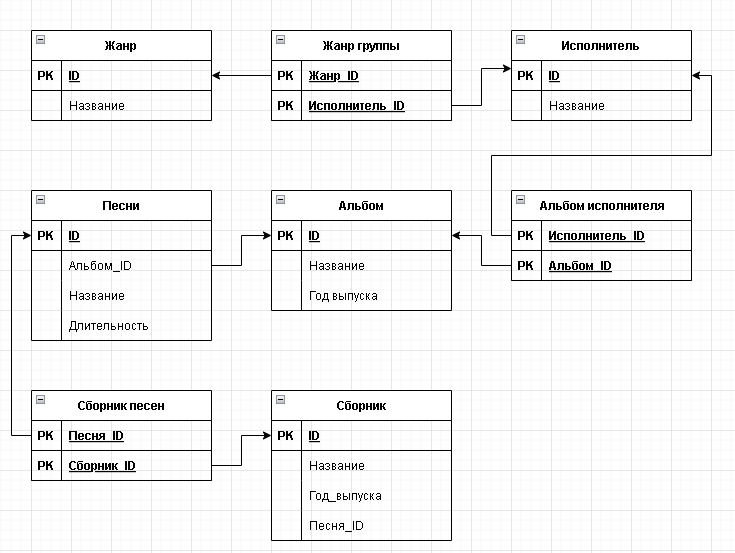 Жанр
PK ID
Название
Жанр группы
PK Жанр_ID
PK Исполнитель_ID
Исполнитель
PK ID
Название
Песни
PK ID
Альбом_ID
Название
Длительность
Альбом
PK ID
Название
Год выпуска
Альбом исполнителя
PK Исполнитель_ID
PK Альбом_ID
Сборник песен
PK Песня_ID
PK Сборник_ID
Сборник
PK ID
Название
Год_выпуска
Песня_ID